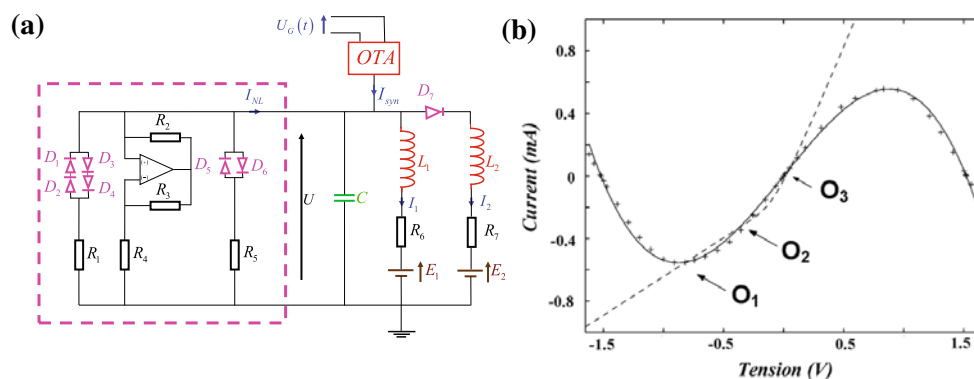 (a)
U_G(t)
OTA
I_NL
I_syn
D_7
R_2
D_1 D_3
D_5 D_6
L_1 L_2
D_2 D_4
R_3
U
C
I_1 I_2
R_1 R_4 R_5
R_6 R_7
E_1 E_2
(b)
0.8
0.4
0
-0.4
-0.8
Current (mA)
O_3
O_2
O_1
-1.5 -0.5 0.5 1.5
Tension (V)